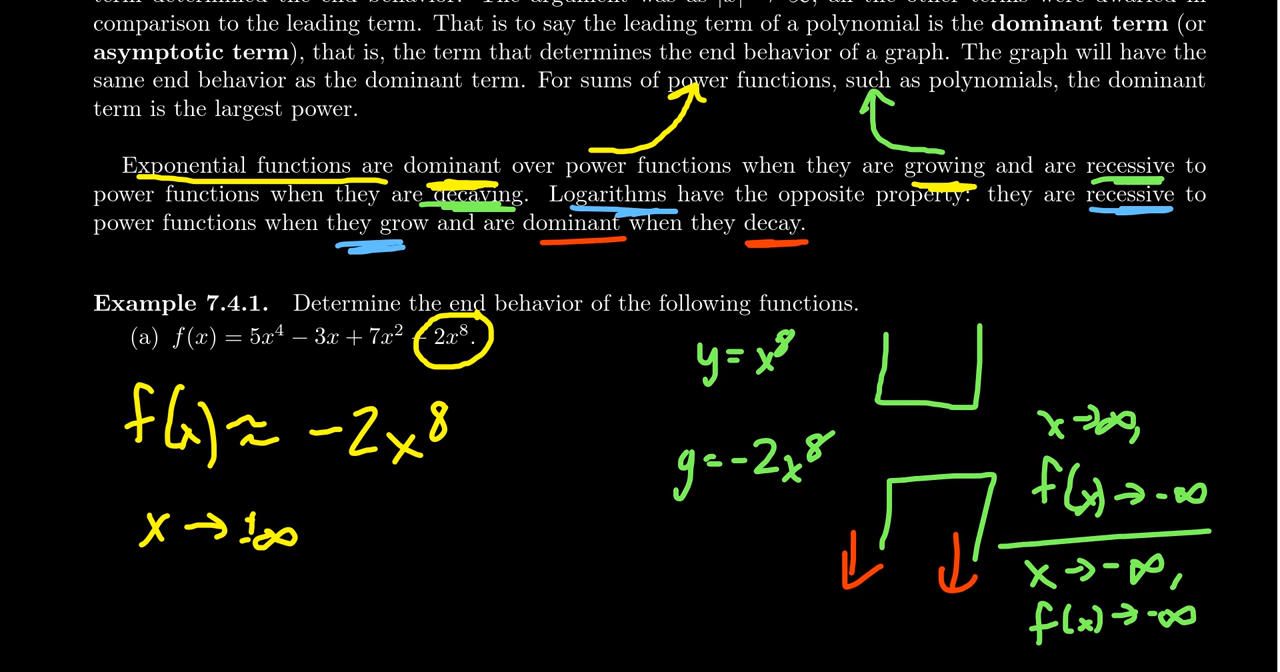 comparison to the leading term. That is to say the leading term of a polynomial is the dominant term (or
asymptotic term), that is, the term that determines the end behavior of a graph. The graph will have the
same end behavior as the dominant term. For sums of power functions, such as polynomials, the dominant
term is the largest power.
Exponential functions are dominant over power functions when they are growing and are recessive to
power functions when they are decaying. Logarithms have the opposite property: they are recessive to
power functions when they grow and are dominant when they decay.
Example 7.4.1. Determine the end behavior of the following functions.
(a) f(x) = 5x⁴ − 3x + 7x² − 2x⁸.
f(x) ≈ −2x⁸
x → ±∞
y = x⁸
y = −2x⁸
x → ∞,
f(x) → −∞
x → −∞,
f(x) → −∞